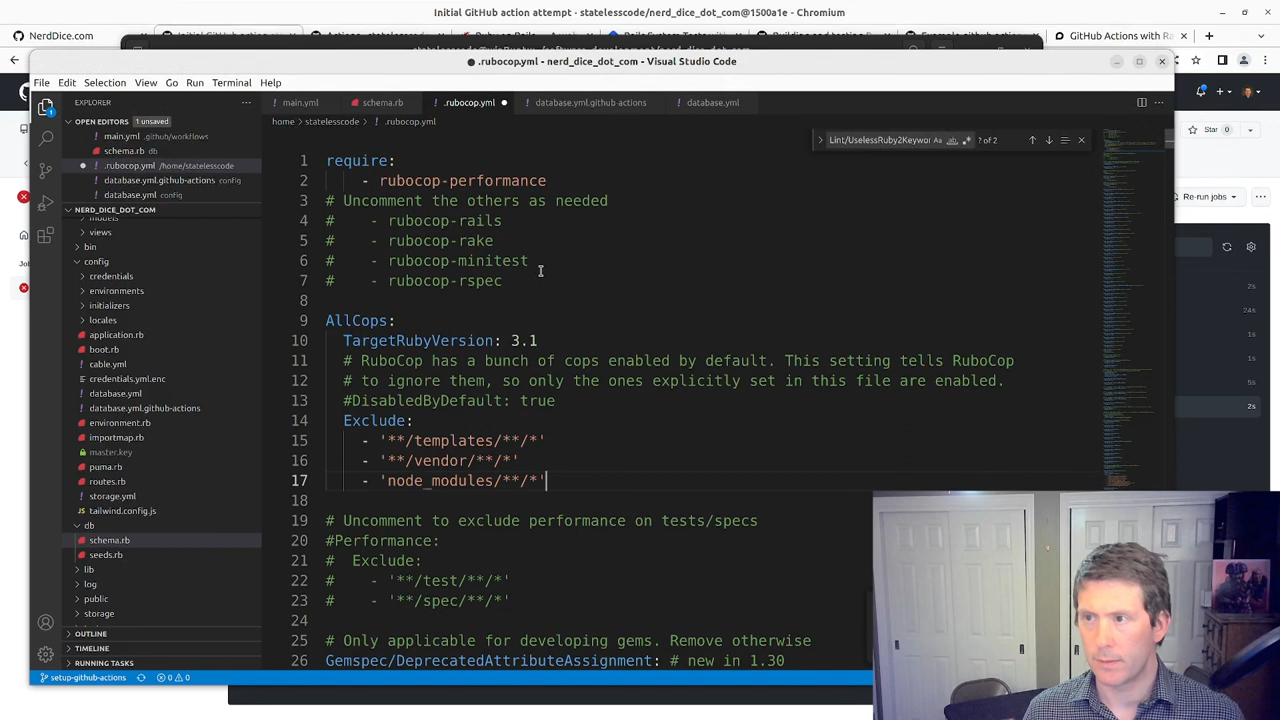 Initial GitHub action attempt - statelesscode/nerd_dice_dot_com@1500a1e - Chromium
NerdDice.com
GitHub Actions with Ra
.rubocop.yml - nerd_dice_dot_com - Visual Studio Code
File Edit Selection View Go Run Terminal Help
EXPLORER
main.yml
schema.rb
.rubocop.yml
database.yml.github-actions
database.yml
OPEN EDITORS 1 unsaved
home > statelesscode > .rubocop.yml
main.yml .github/workflows
schema.rb db
.rubocop.yml /home/statelesscode
database.yml.github-actions config
database.yml config
Lint/UselessRuby2Keywor
? of 2
Star 0
Re-run jobs
NERD_DICE_DOT_COM
models
views
bin
config
credentials
environments
initializers
locales
application.rb
boot.rb
cable.yml
credentials.yml.enc
database.yml
database.yml.github-actions
environment.rb
importmap.rb
master.key
puma.rb
routes.rb
storage.yml
tailwind.config.js
db
schema.rb
seeds.rb
lib
log
public
storage
OUTLINE
TIMELINE
RUNNING TASKS
1 require:
2 - rubocop-performance
3 # Uncomment the others as needed
4 # - rubocop-rails
5 # - rubocop-rake
6 # - rubocop-minitest
7 # - rubocop-rspec
8
9 AllCops:
10 TargetRubyVersion: 3.1
11 # RuboCop has a bunch of cops enabled by default. This setting tells RuboCop
12 # to ignore them, so only the ones explicitly set in this file are enabled.
13 #DisabledByDefault: true
14 Exclude:
15 - '**/templates/**/*'
16 - '**/vendor/**/*'
17 - 'node_modules/**/*'
18
19 # Uncomment to exclude performance on tests/specs
20 #Performance:
21 # Exclude:
22 # - '**/test/**/*'
23 # - '**/spec/**/*'
24
25 # Only applicable for developing gems. Remove otherwise
26 Gemspec/DeprecatedAttributeAssignment: # new in 1.30
2s
24s
1s
1s
5s
2s
setup-github-actions 0 0